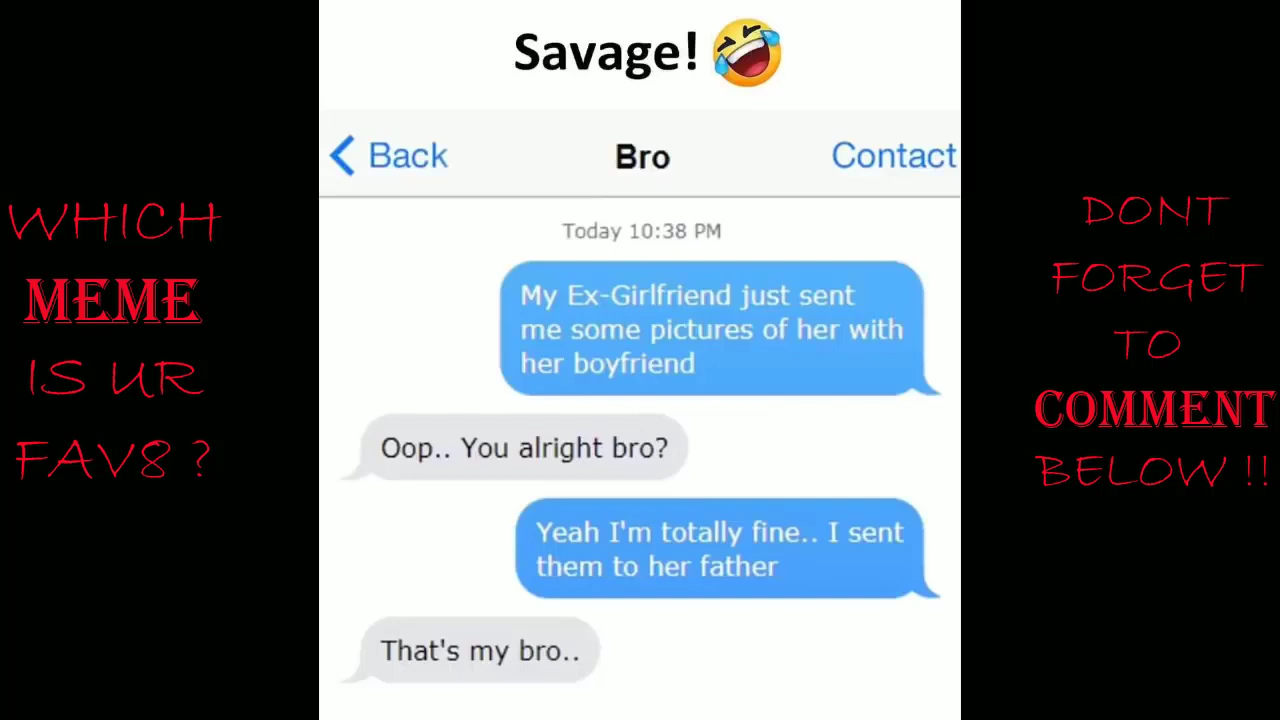 Savage! 🤣
Back
Bro
Contact
Today 10:38 PM
My Ex-Girlfriend just sent
me some pictures of her with
her boyfriend
Oop.. You alright bro?
Yeah I'm totally fine.. I sent
them to her father
That's my bro..
WHICH
MEME
IS UR
FAV8 ?
DONT
FORGET
TO
COMMENT
BELOW !!